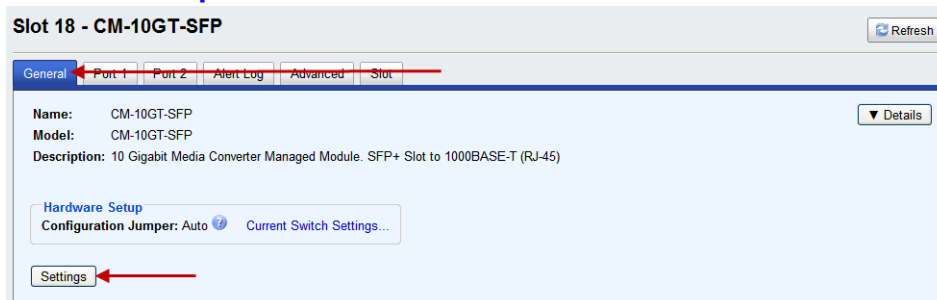 Slot 18 - CM-10GT-SFP
Refresh
General Port 1 Port 2 Alert Log Advanced Slot
Name: CM-10GT-SFP
▼ Details
Model: CM-10GT-SFP
Description: 10 Gigabit Media Converter Managed Module. SFP+ Slot to 1000BASE-T (RJ-45)
Hardware Setup
Configuration Jumper: Auto ? Current Switch Settings...
Settings